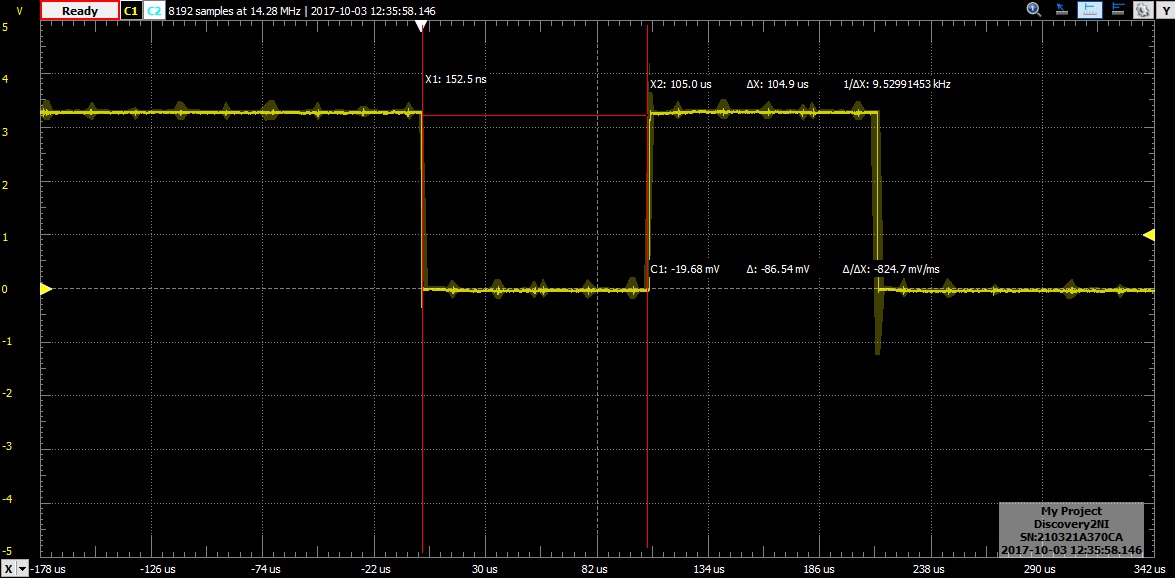 V Ready C1 C2 8192 samples at 14.28 MHz | 2017-10-03 12:35:58.146 Y
5
4
X1: 152.5 ns
X2: 105.0 us ΔX: 104.9 us 1/ΔX: 9.52991453 kHz
3
2
1
C1: -19.68 mV Δ: -86.54 mV Δ/ΔX: -824.7 mV/ms
0
-1
-2
-3
-4
My Project
Discovery2NI
SN:210321A370CA
2017-10-03 12:35:58.146
-5
X -178 us -126 us -74 us -22 us 30 us 82 us 134 us 186 us 238 us 290 us 342 us